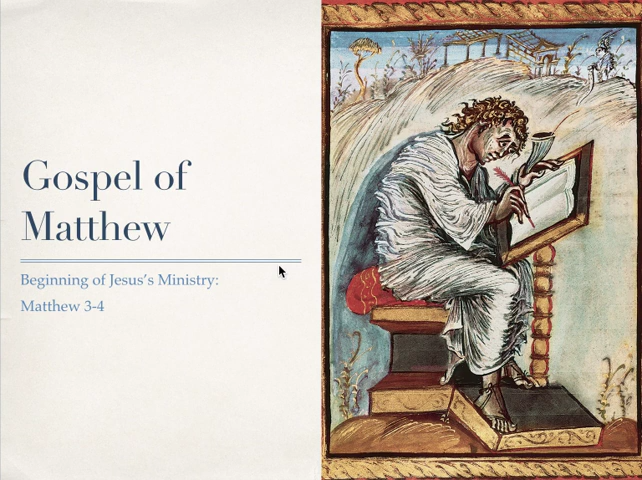 Gospel of
Matthew
Beginning of Jesus's Ministry:
Matthew 3-4